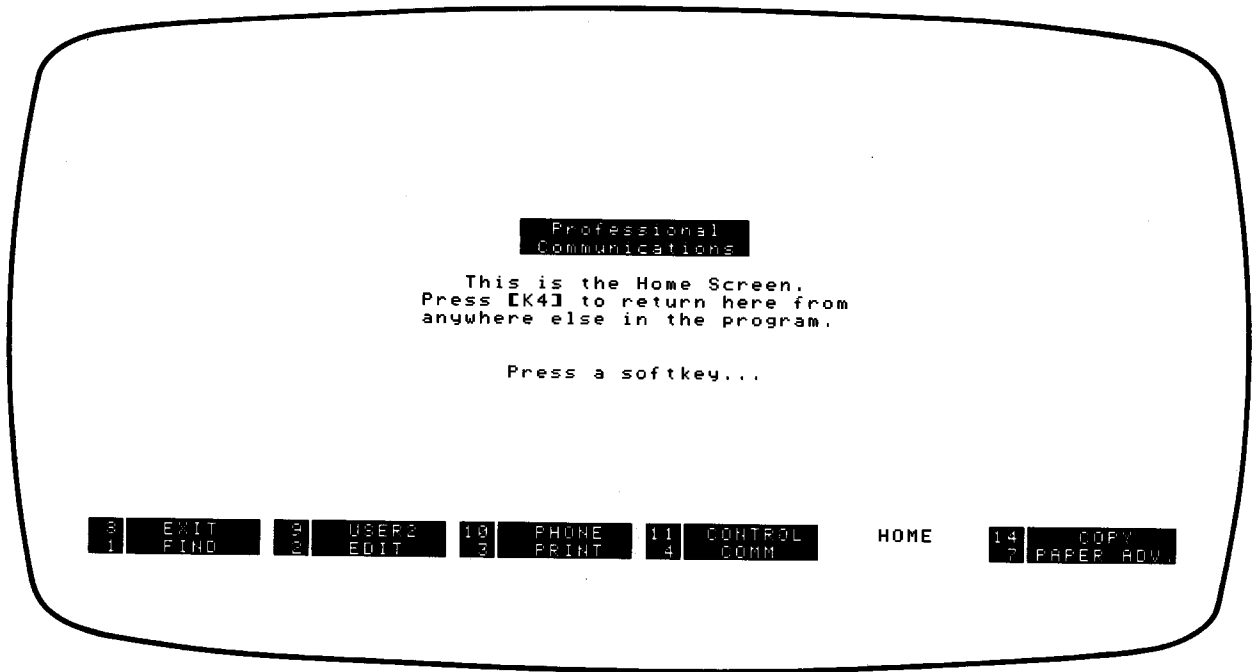 Professional
Communications
This is the Home Screen.
Press [K4] to return here from
anywhere else in the program.
Press a softkey...
8 EXIT 9 USER2 10 PHONE 11 CONTROL HOME 14 COPY
1 FIND 2 EDIT 3 PRINT 4 COMM 7 PAPER ADV.